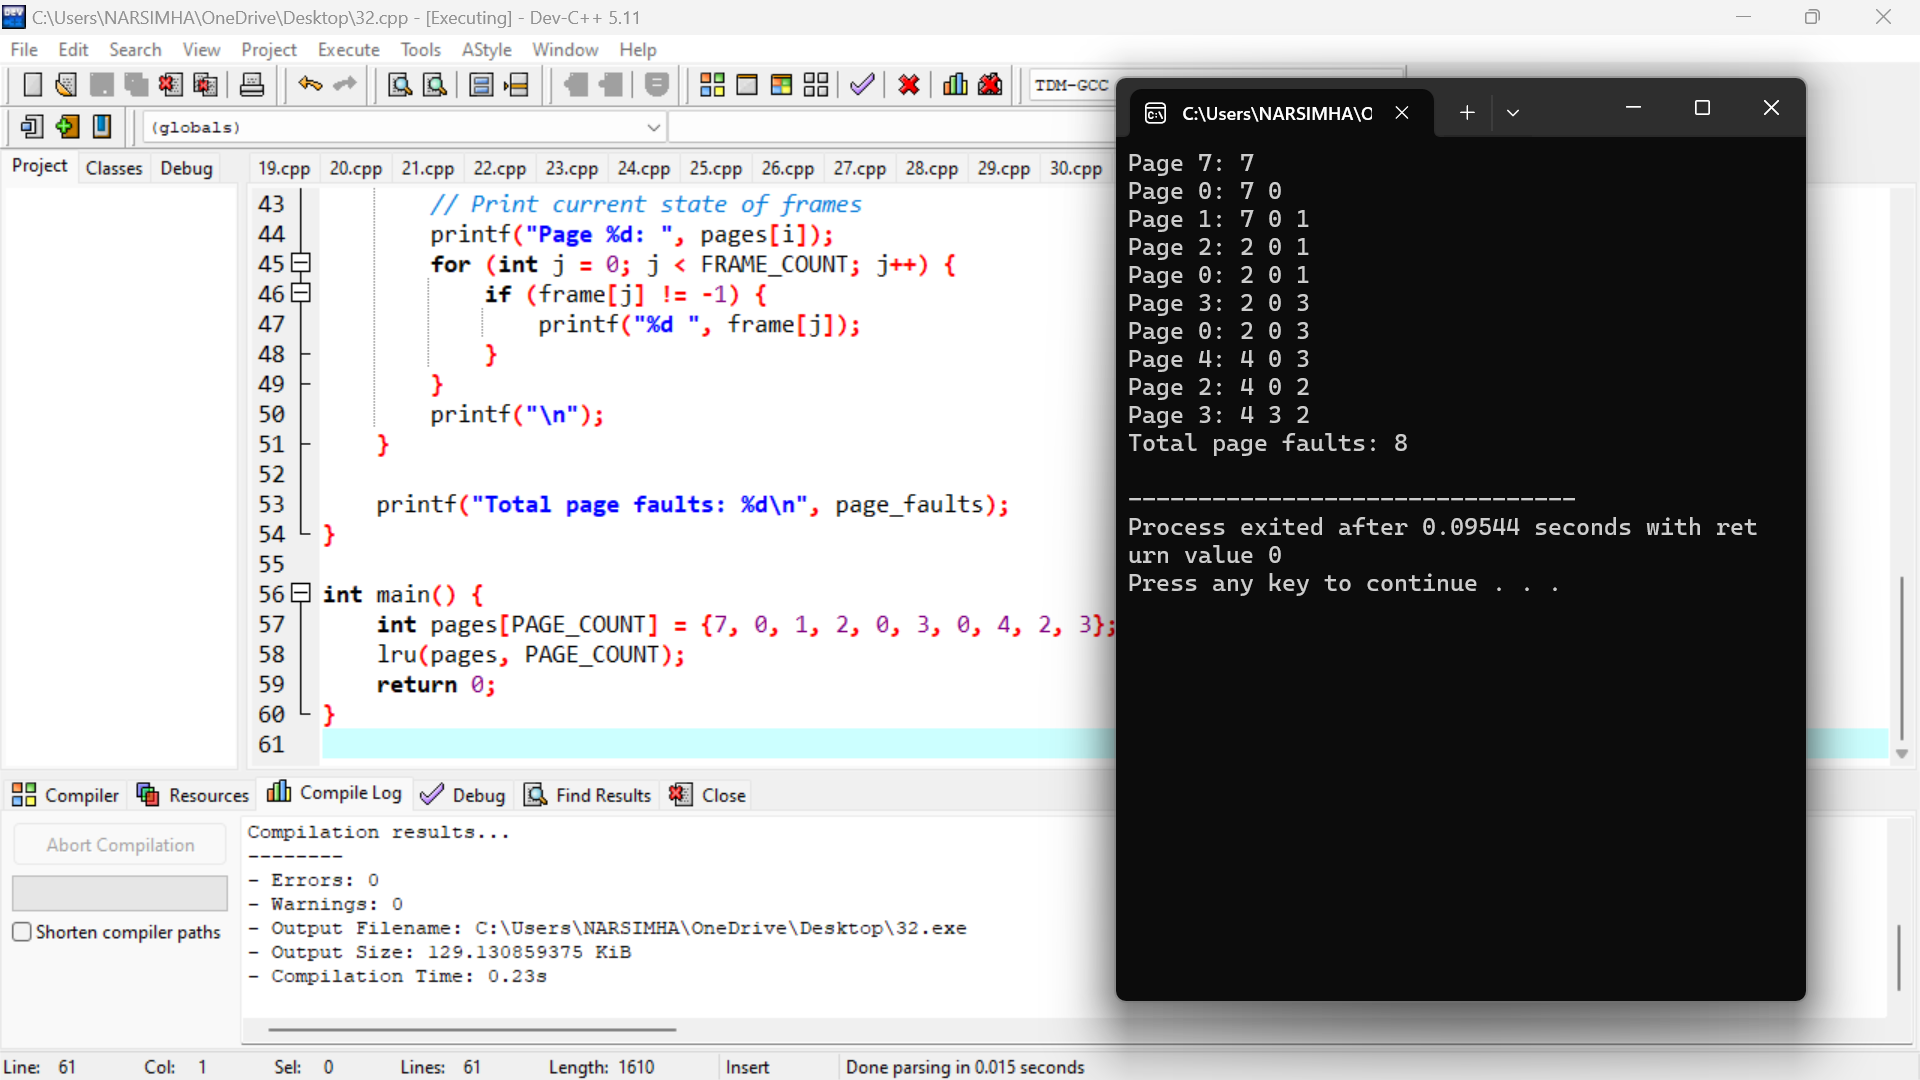 C:\Users\NARSIMHA\OneDrive\Desktop\32.cpp - [Executing] - Dev-C++ 5.11
File Edit Search View Project Execute Tools AStyle Window Help
TDM-GCC
(globals)
Project Classes Debug
19.cpp 20.cpp 21.cpp 22.cpp 23.cpp 24.cpp 25.cpp 26.cpp 27.cpp 28.cpp 29.cpp 30.cpp
43 // Print current state of frames
44 printf("Page %d: ", pages[i]);
45 for (int j = 0; j < FRAME_COUNT; j++) {
46 if (frame[j] != -1) {
47 printf("%d ", frame[j]);
48 }
49 }
50 printf("\n");
51 }
52
53 printf("Total page faults: %d\n", page_faults);
54 }
55
56 int main() {
57 int pages[PAGE_COUNT] = {7, 0, 1, 2, 0, 3, 0, 4, 2, 3};
58 lru(pages, PAGE_COUNT);
59 return 0;
60 }
61
C:\Users\NARSIMHA\O
Page 7: 7
Page 0: 7 0
Page 1: 7 0 1
Page 2: 2 0 1
Page 0: 2 0 1
Page 3: 2 0 3
Page 0: 2 0 3
Page 4: 4 0 3
Page 2: 4 0 2
Page 3: 4 3 2
Total page faults: 8
--------------------------------
Process exited after 0.09544 seconds with ret
urn value 0
Press any key to continue . . .
Compiler Resources Compile Log Debug Find Results Close
Abort Compilation
Shorten compiler paths
Compilation results...
--------
- Errors: 0
- Warnings: 0
- Output Filename: C:\Users\NARSIMHA\OneDrive\Desktop\32.exe
- Output Size: 129.130859375 KiB
- Compilation Time: 0.23s
Line: 61 Col: 1 Sel: 0 Lines: 61 Length: 1610 Insert Done parsing in 0.015 seconds